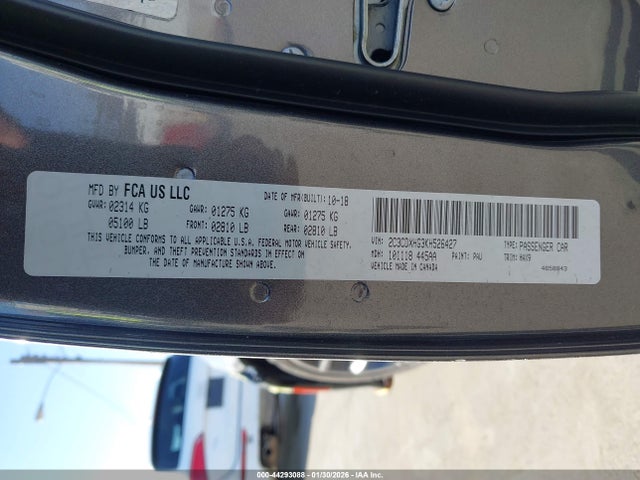 MFD BY FCA US LLC
DATE OF MFR(BUILT): 10-18
GVWR: 02314 KG
GAWR: 01275 KG
GAWR: 01275 KG
05100 LB
FRONT: 02810 LB
REAR: 02810 LB
THIS VEHICLE CONFORMS TO ALL APPLICABLE U.S.A. FEDERAL MOTOR VEHICLE SAFETY,
BUMPER, AND THEFT PREVENTION STANDARDS IN EFFECT ON THE DATE OF MANUFACTURE
SHOWN ABOVE.
VIN: 2C3CDXHG3KH526427
TYPE: PASSENGER CAR
MDH: 101118 445AA
PAINT: PAU
TRIM: HAX9
VEHICLE MADE IN CANADA
000-44293088 - 01/30/2026 - IAA, Inc.